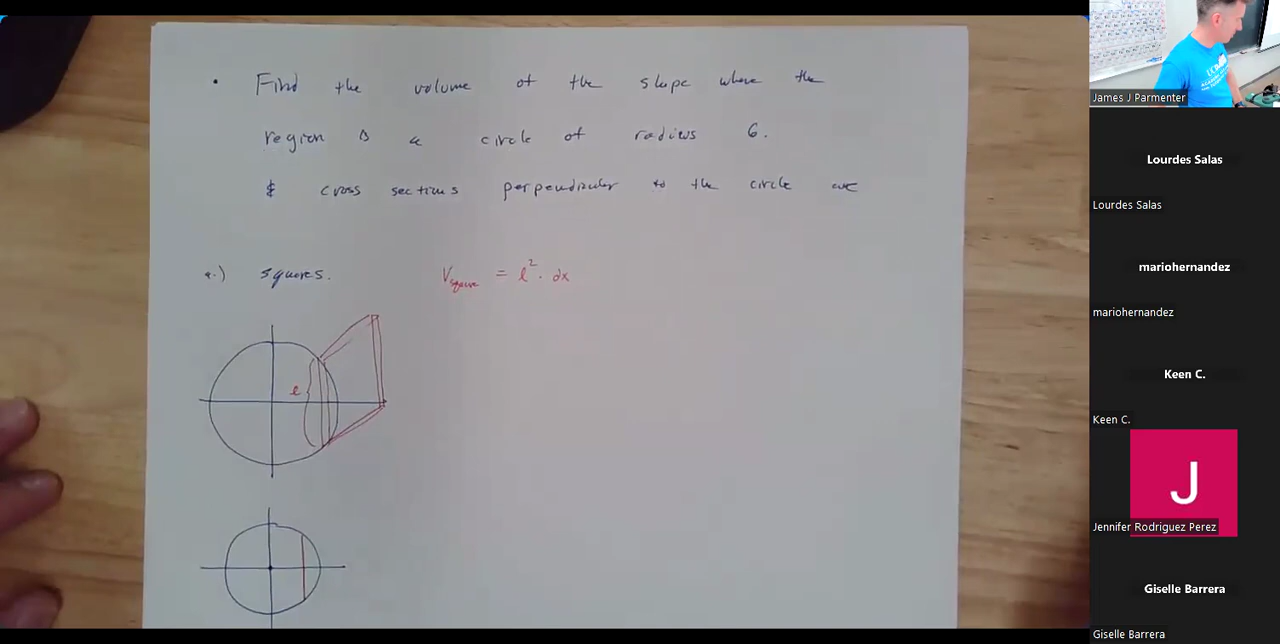 • Find the volume of the shape where the
region is a circle of radius 6.
& cross sections perpendicular to the circle are
a.) squares.
V_square = l² · dx
l
James J Parmenter
Lourdes Salas
Lourdes Salas
mariohernandez
mariohernandez
Keen C.
Keen C.
J
Jennifer Rodriguez Perez
Giselle Barrera
Giselle Barrera